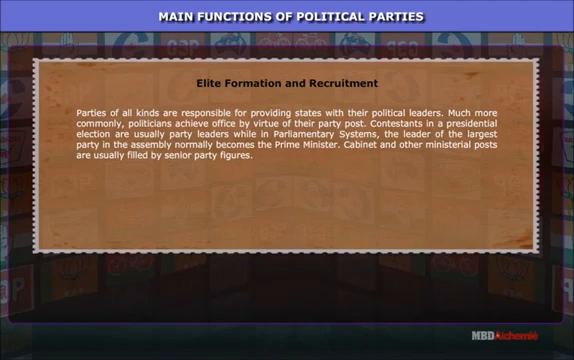 MAIN FUNCTIONS OF POLITICAL PARTIES
Elite Formation and Recruitment
Parties of all kinds are responsible for providing states with their political leaders. Much more
commonly, politicians achieve office by virtue of their party post. Contestants in a presidential
election are usually party leaders while in Parliamentary Systems, the leader of the largest
party in the assembly normally becomes the Prime Minister. Cabinet and other ministerial posts
are usually filled by senior party figures.
MBDAlchemie